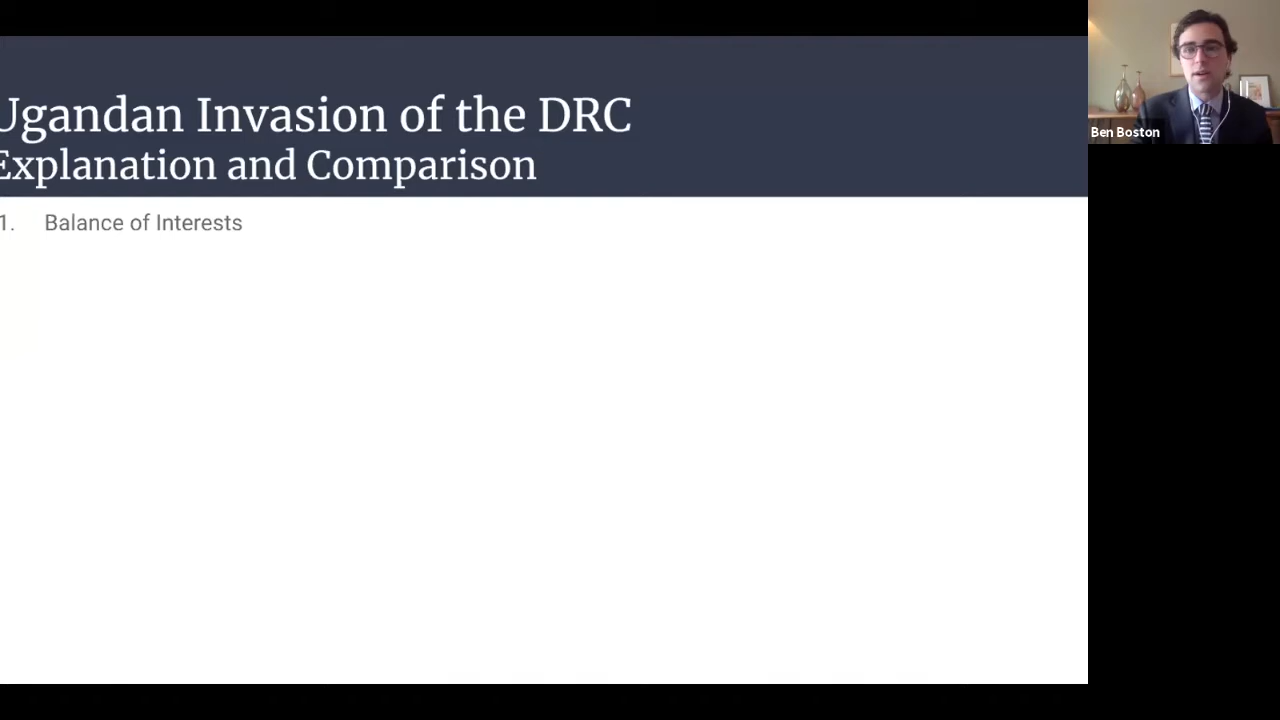 Ugandan Invasion of the DRC
Explanation and Comparison
1. Balance of Interests
Ben Boston